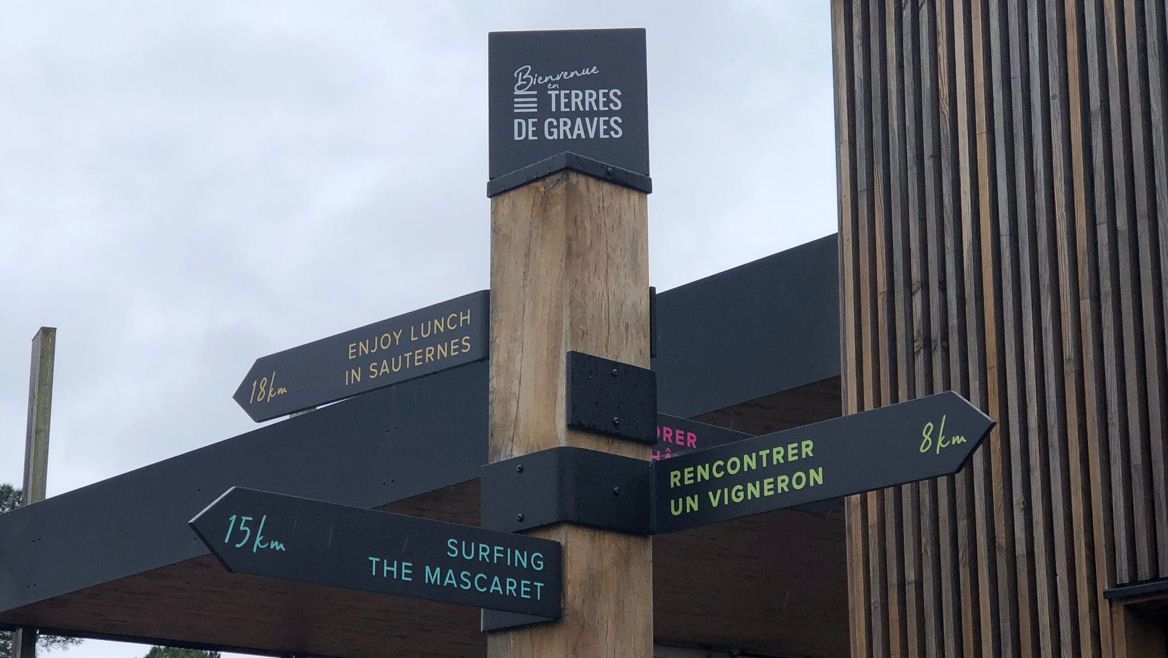 Bienvenue
en
TERRES
DE GRAVES
ENJOY LUNCH
IN SAUTERNES
18km
RENCONTRER
UN VIGNERON
8km
15km
SURFING
THE MASCARET